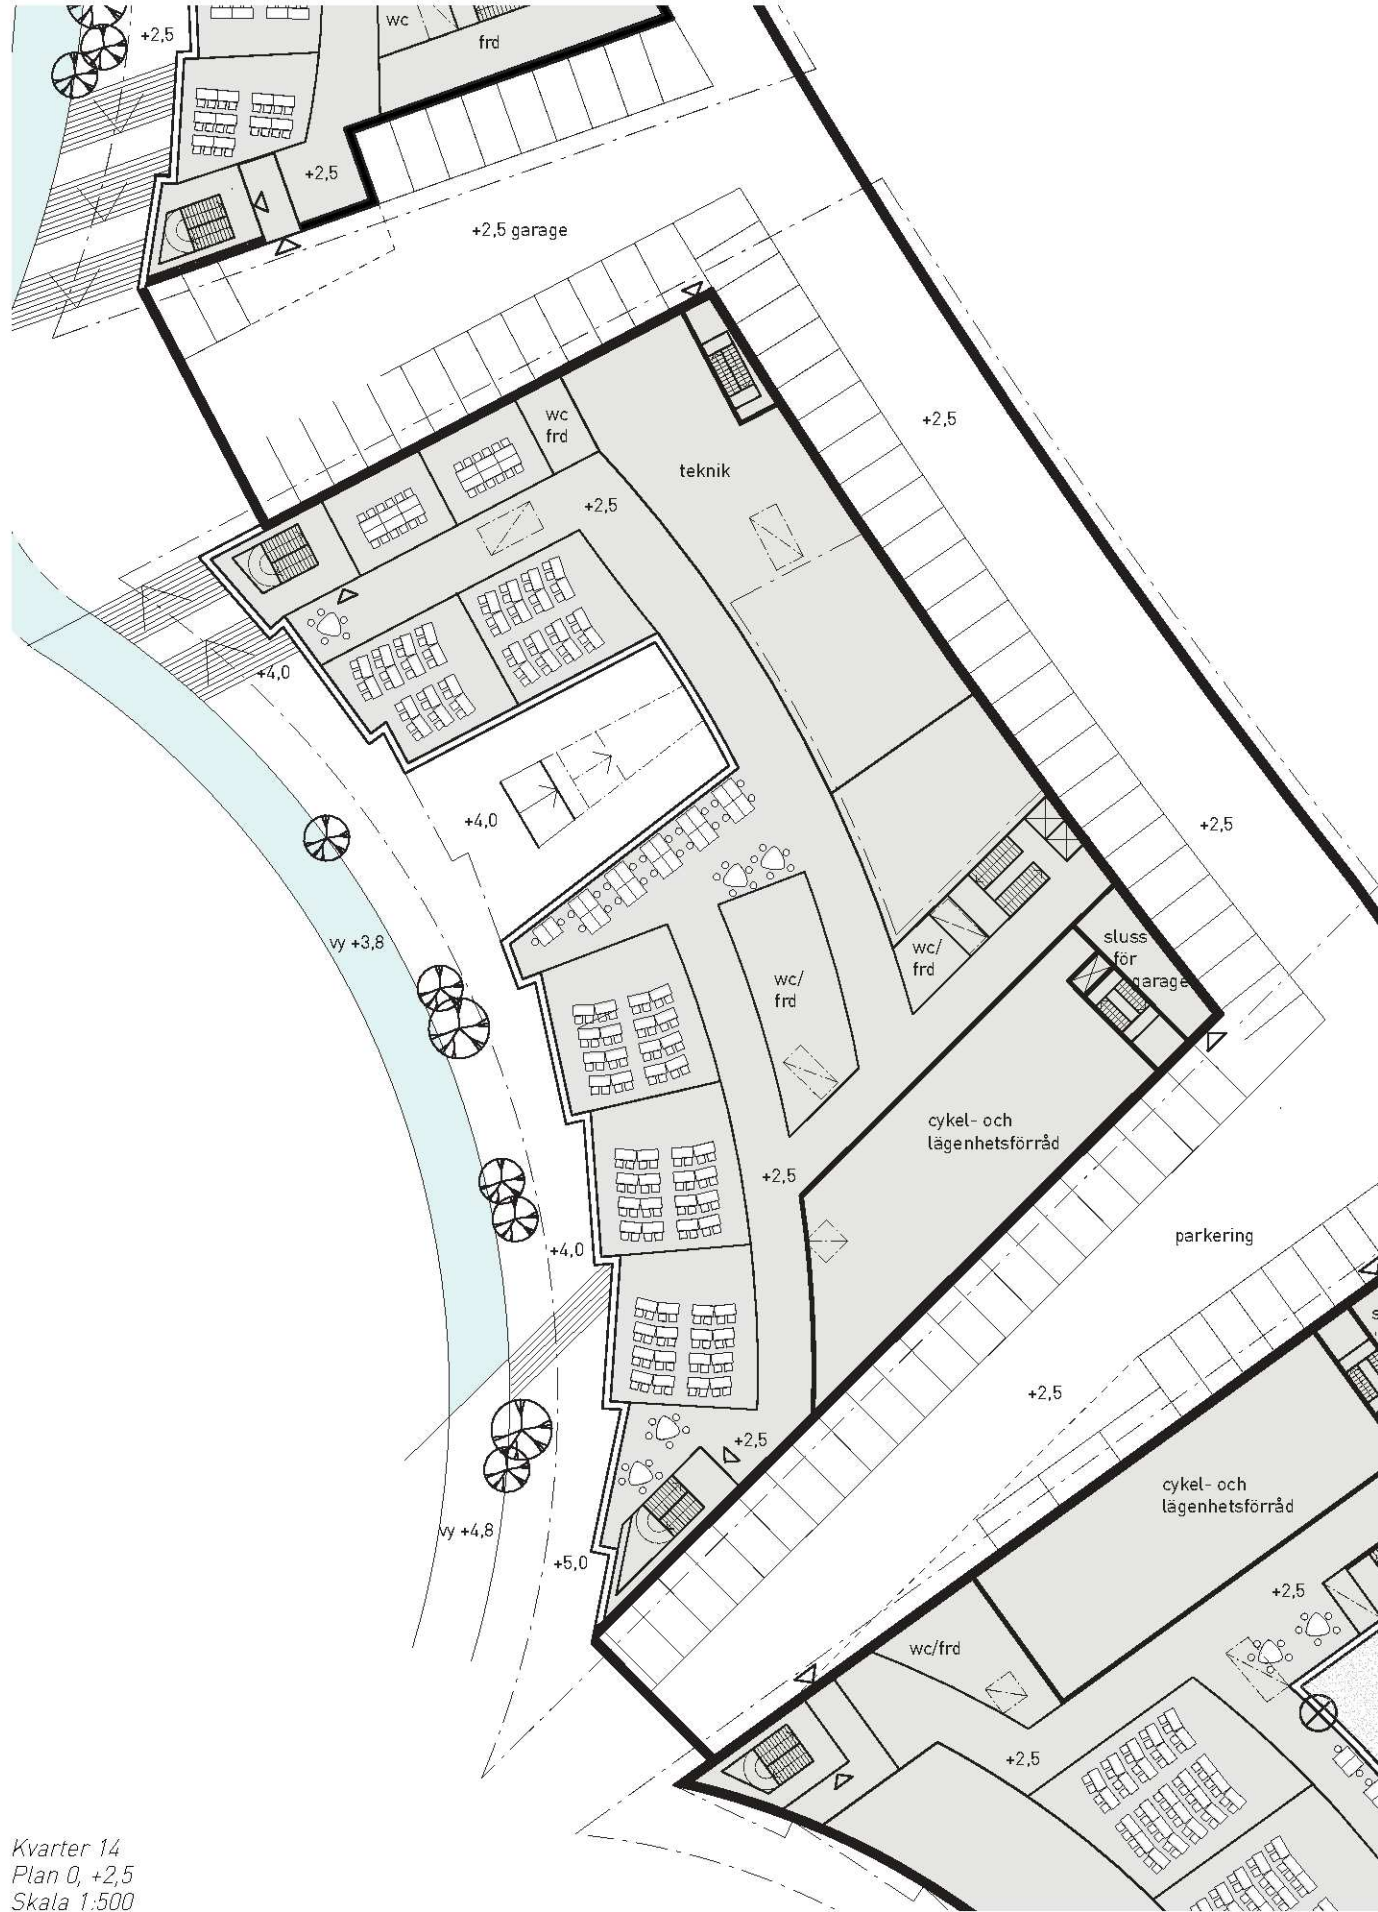 +2,5
wc
frd
+2,5
+2,5 garage
wc
frd
+2,5
teknik
+2,5
+4,0
+4,0
+2,5
vy +3,8
wc/
frd
wc/
frd
sluss
för
garage
cykel- och
lägenhetsförråd
+2,5
+4,0
parkering
+2,5
+2,5
cykel- och
lägenhetsförråd
vy +4,8
+5,0
+2,5
wc/frd
+2,5
Kvarter 14
Plan 0, +2,5
Skala 1:500